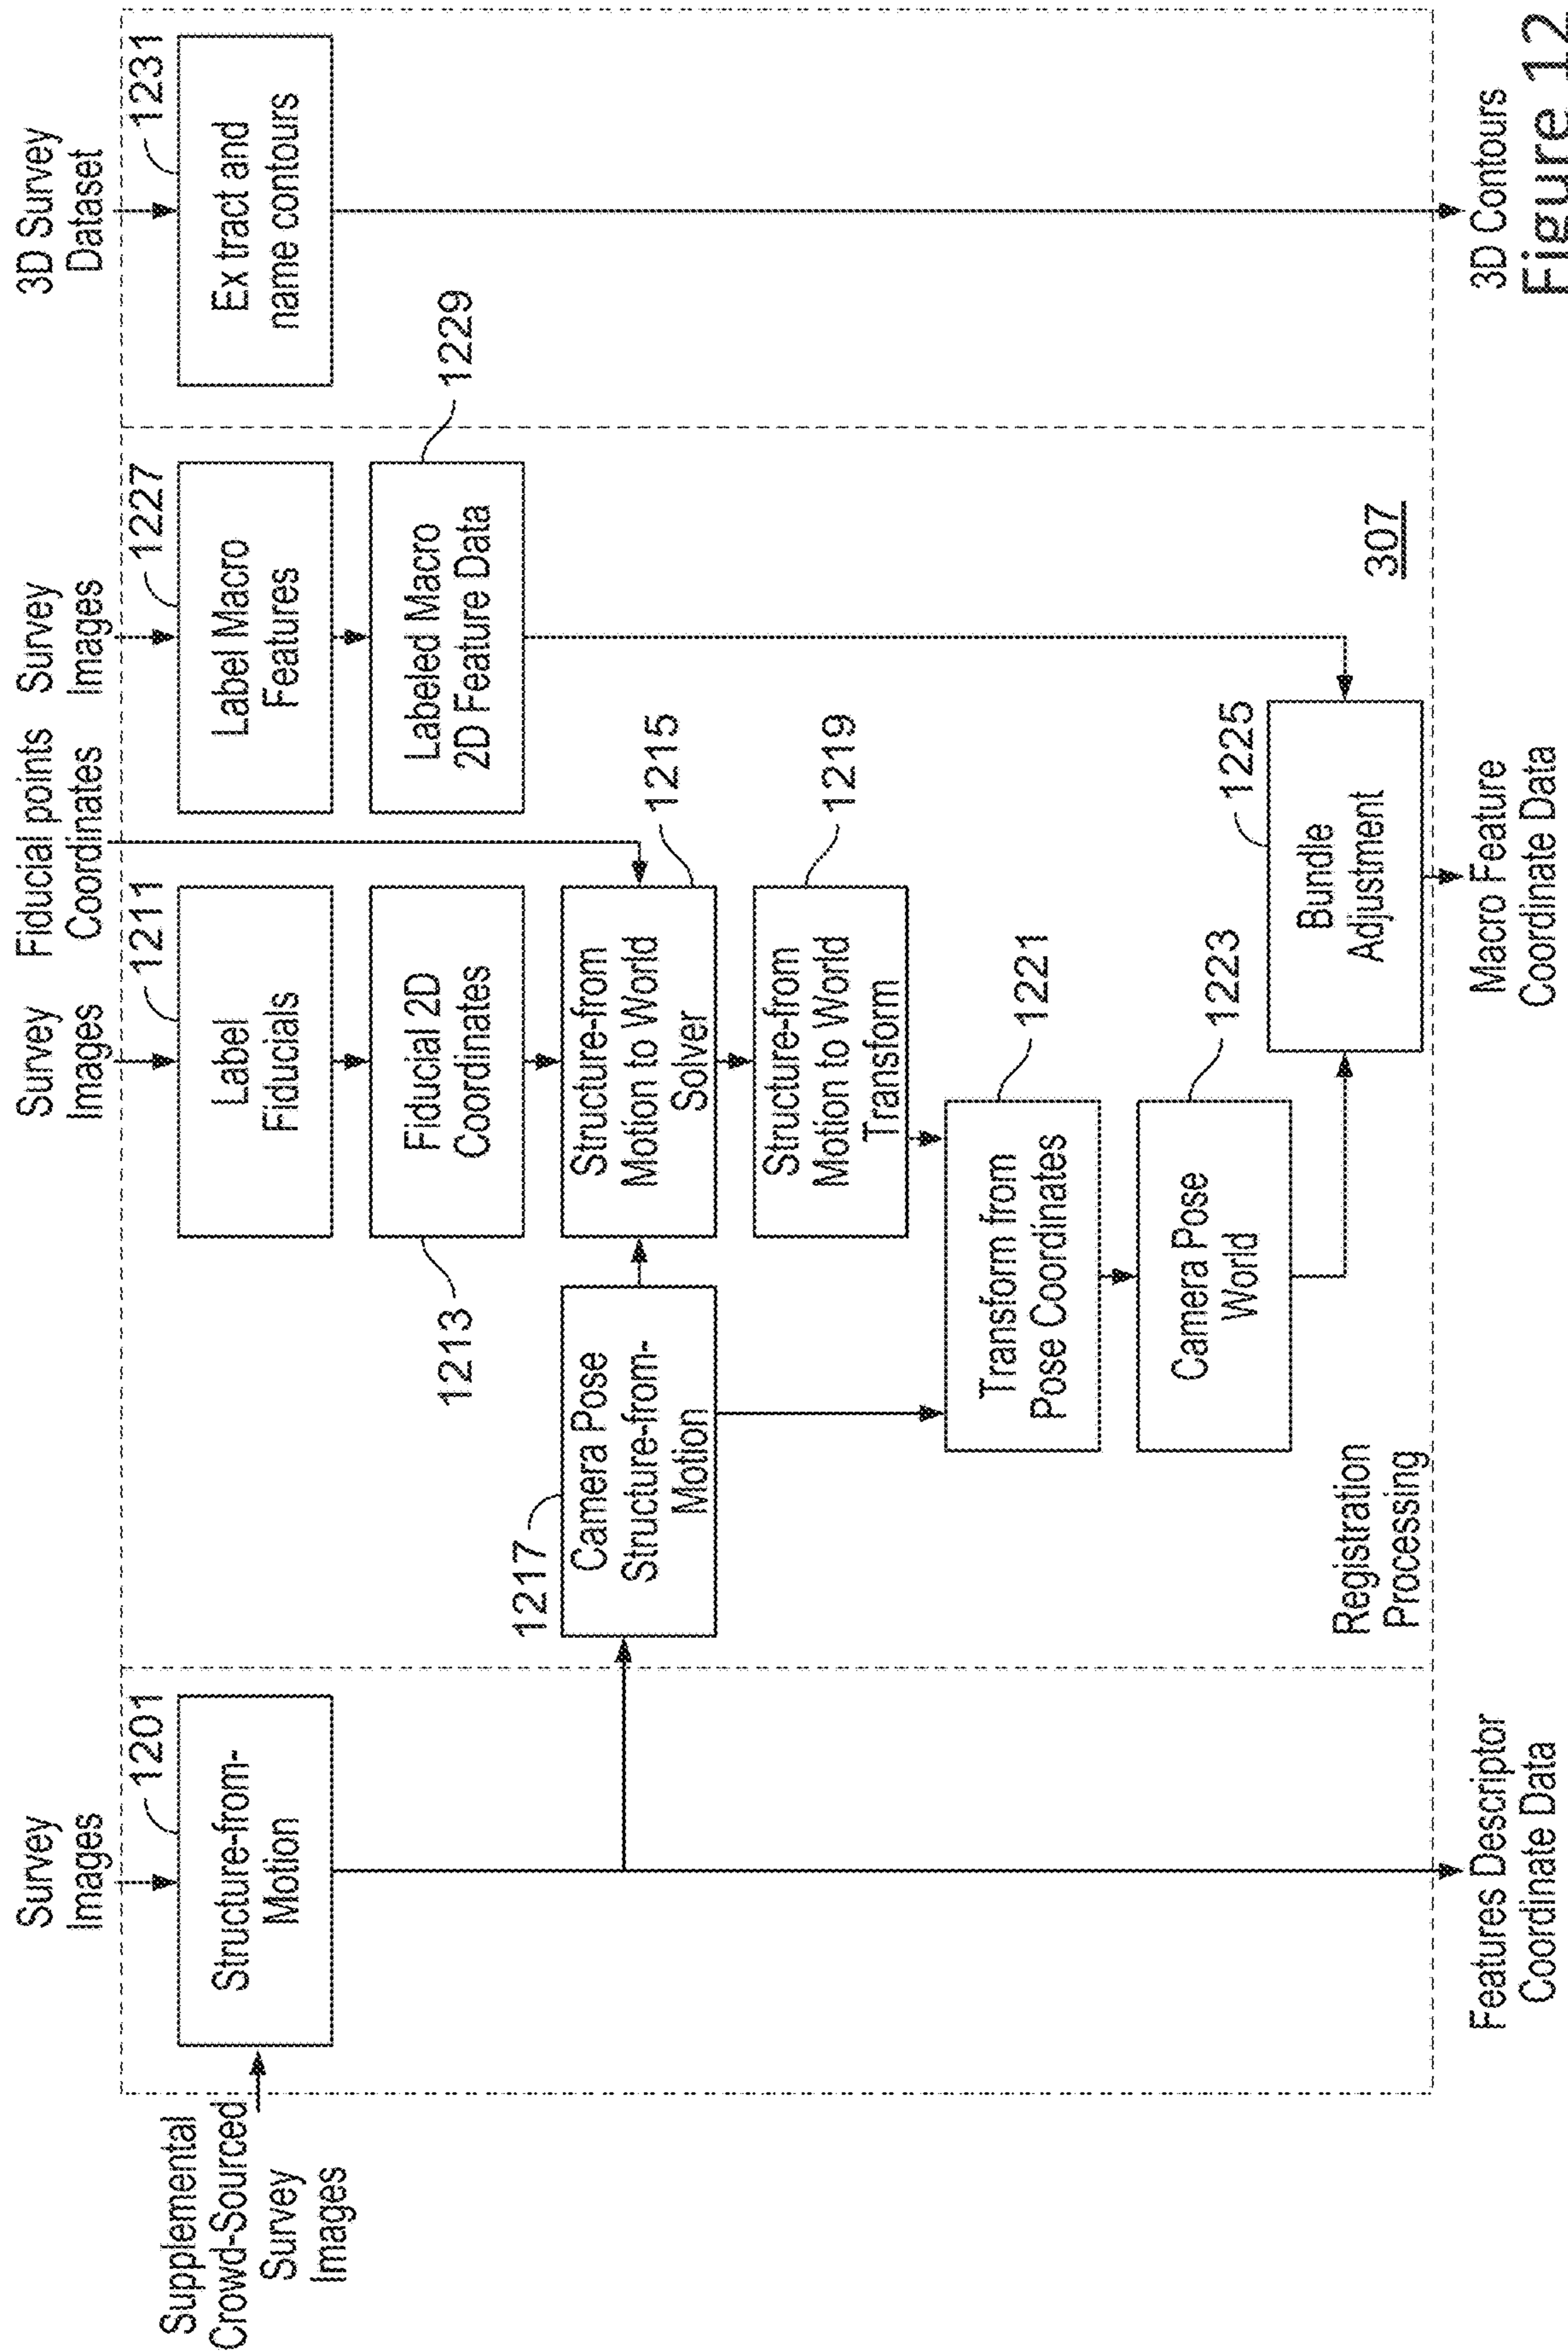 Survey
Images
Survey
Images
Fiducial points
Coordinates
Survey
Images
3D Survey
Dataset
Supplemental
Crowd-Sourced
Survey
Images
1201
Structure-from-
Motion
1211
Label
Fiducials
1227
Label Macro
Features
1231
Ex tract and
name contours
1213
Fiducial 2D
Coordinates
1229
Labeled Macro
2D Feature Data
1217
Camera Pose
Structure-from-
Motion
1215
Structure-from
Motion to World
Solver
1219
Structure-from
Motion to World
Transform
1221
Transform from
Pose Coordinates
1223
Camera Pose
World
1225
Bundle
Adjustment
307
Registration
Processing
Features Descriptor
Coordinate Data
Macro Feature
Coordinate Data
3D Contours
Figure 12